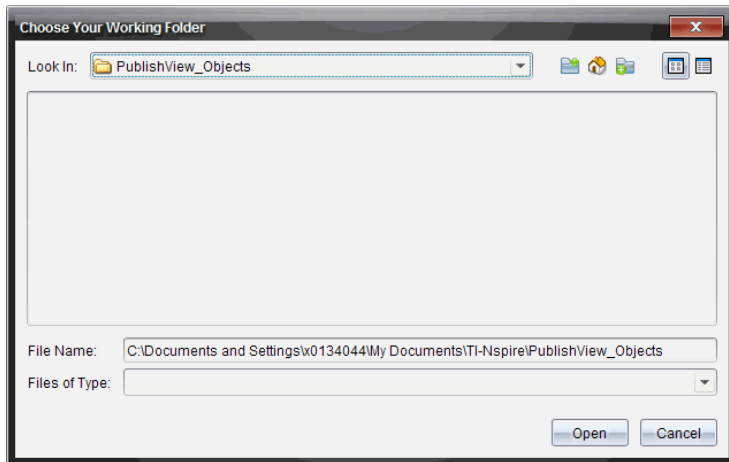 Choose Your Working Folder
Look In: PublishView_Objects
File Name: C:\Documents and Settings\x0134044\My Documents\TI-Nspire\PublishView_Objects
Files of Type:
Open Cancel